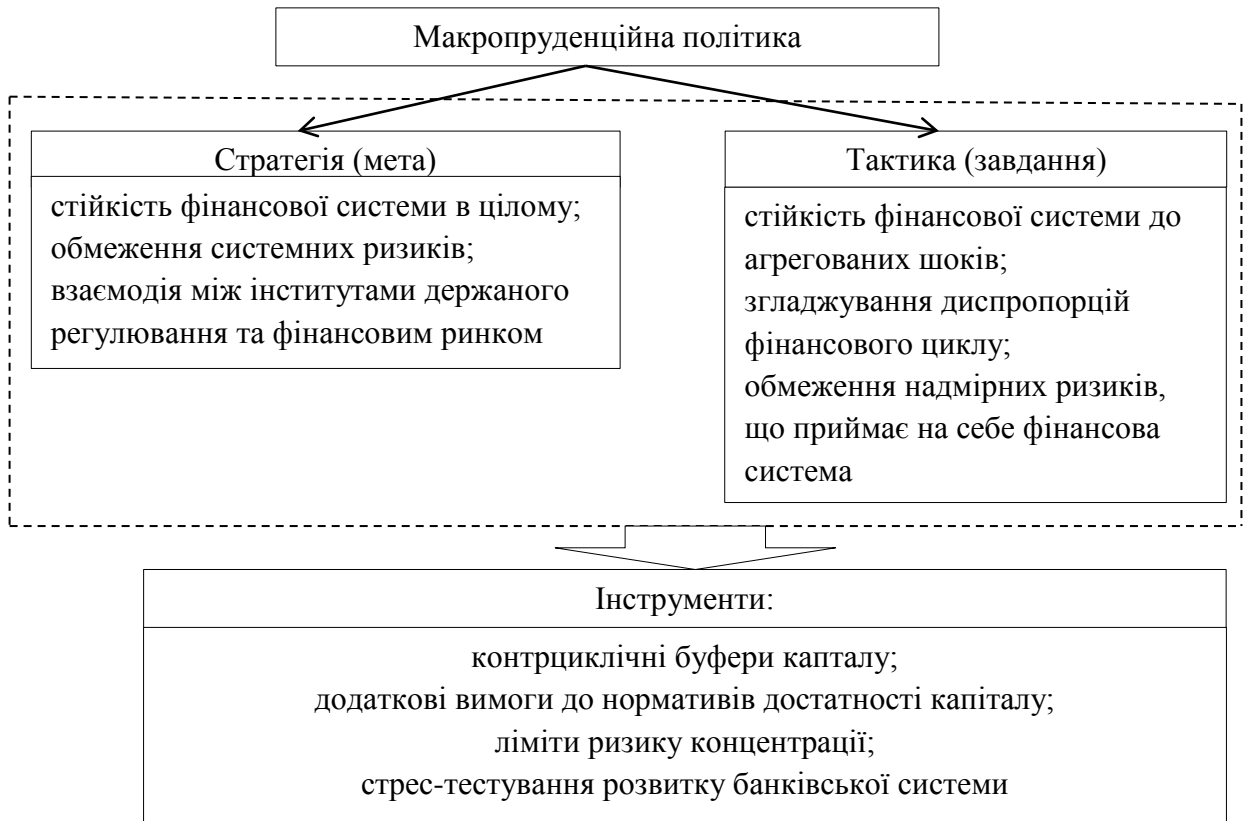 Макропруденційна політика
Стратегія (мета)
стійкість фінансової системи в цілому;
обмеження системних ризиків;
взаємодія між інститутами держаного
регулювання та фінансовим ринком
Тактика (завдання)
стійкість фінансової системи до
агрегованих шоків;
згладжування диспропорцій
фінансового циклу;
обмеження надмірних ризиків,
що приймає на себе фінансова
система
Інструменти:
контрциклічні буфери капталу;
додаткові вимоги до нормативів достатності капіталу;
ліміти ризику концентрації;
стрес-тестування розвитку банківської системи